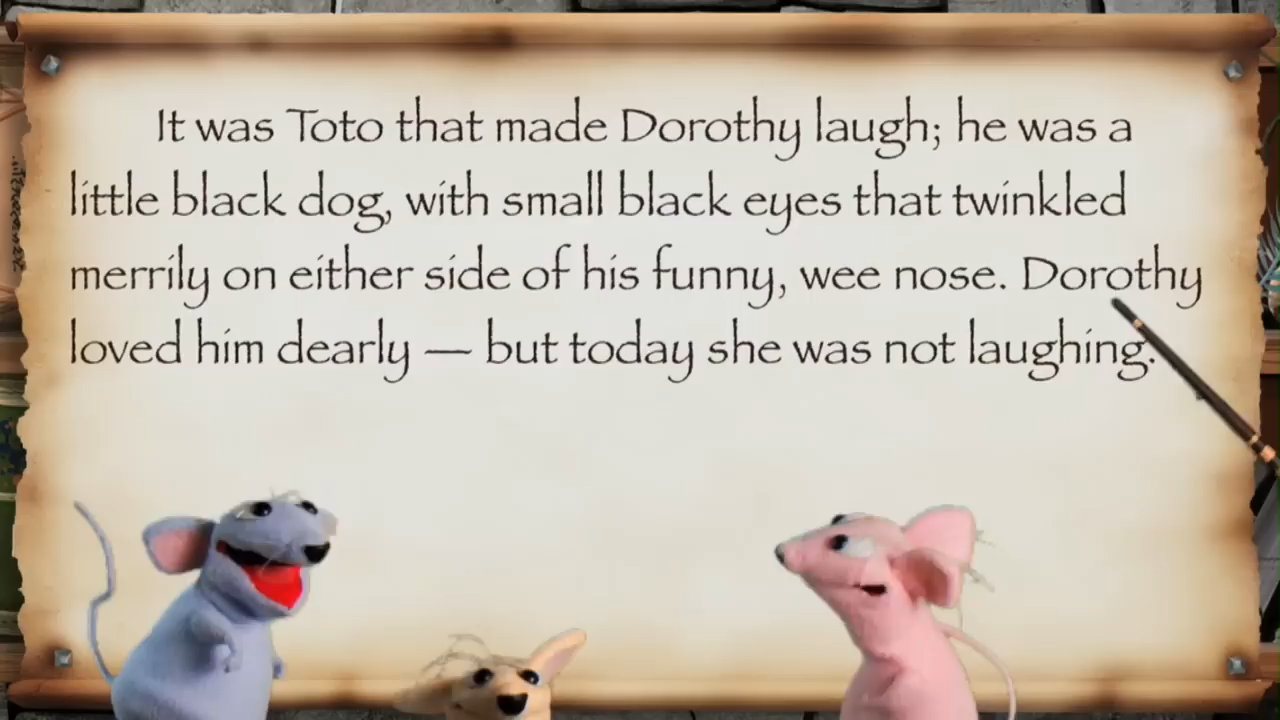 It was Toto that made Dorothy laugh; he was a
little black dog, with small black eyes that twinkled
merrily on either side of his funny, wee nose. Dorothy
loved him dearly — but today she was not laughing.